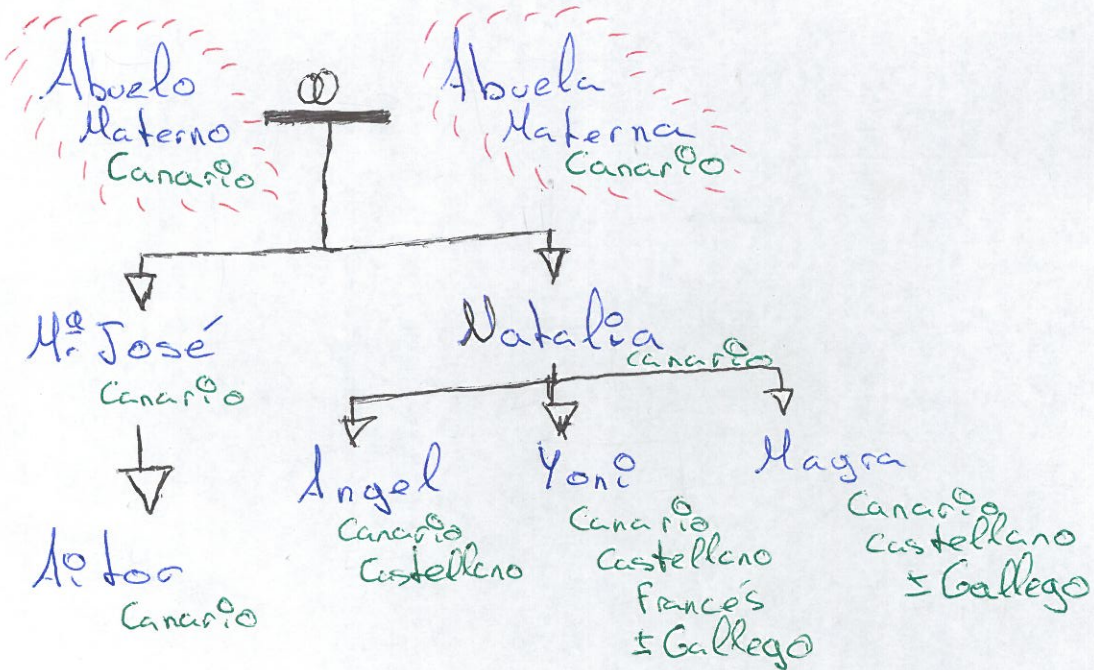 Abuelo
Materno
Canario
Abuela
Materna
Canario
Mª José
Canario
Natalia
Canario
Aitor
Canario
Angel
Canario
Castellano
Yoni
Canario
Castellano
Francés
± Gallego
Magra
Canario
Castellano
± Gallego